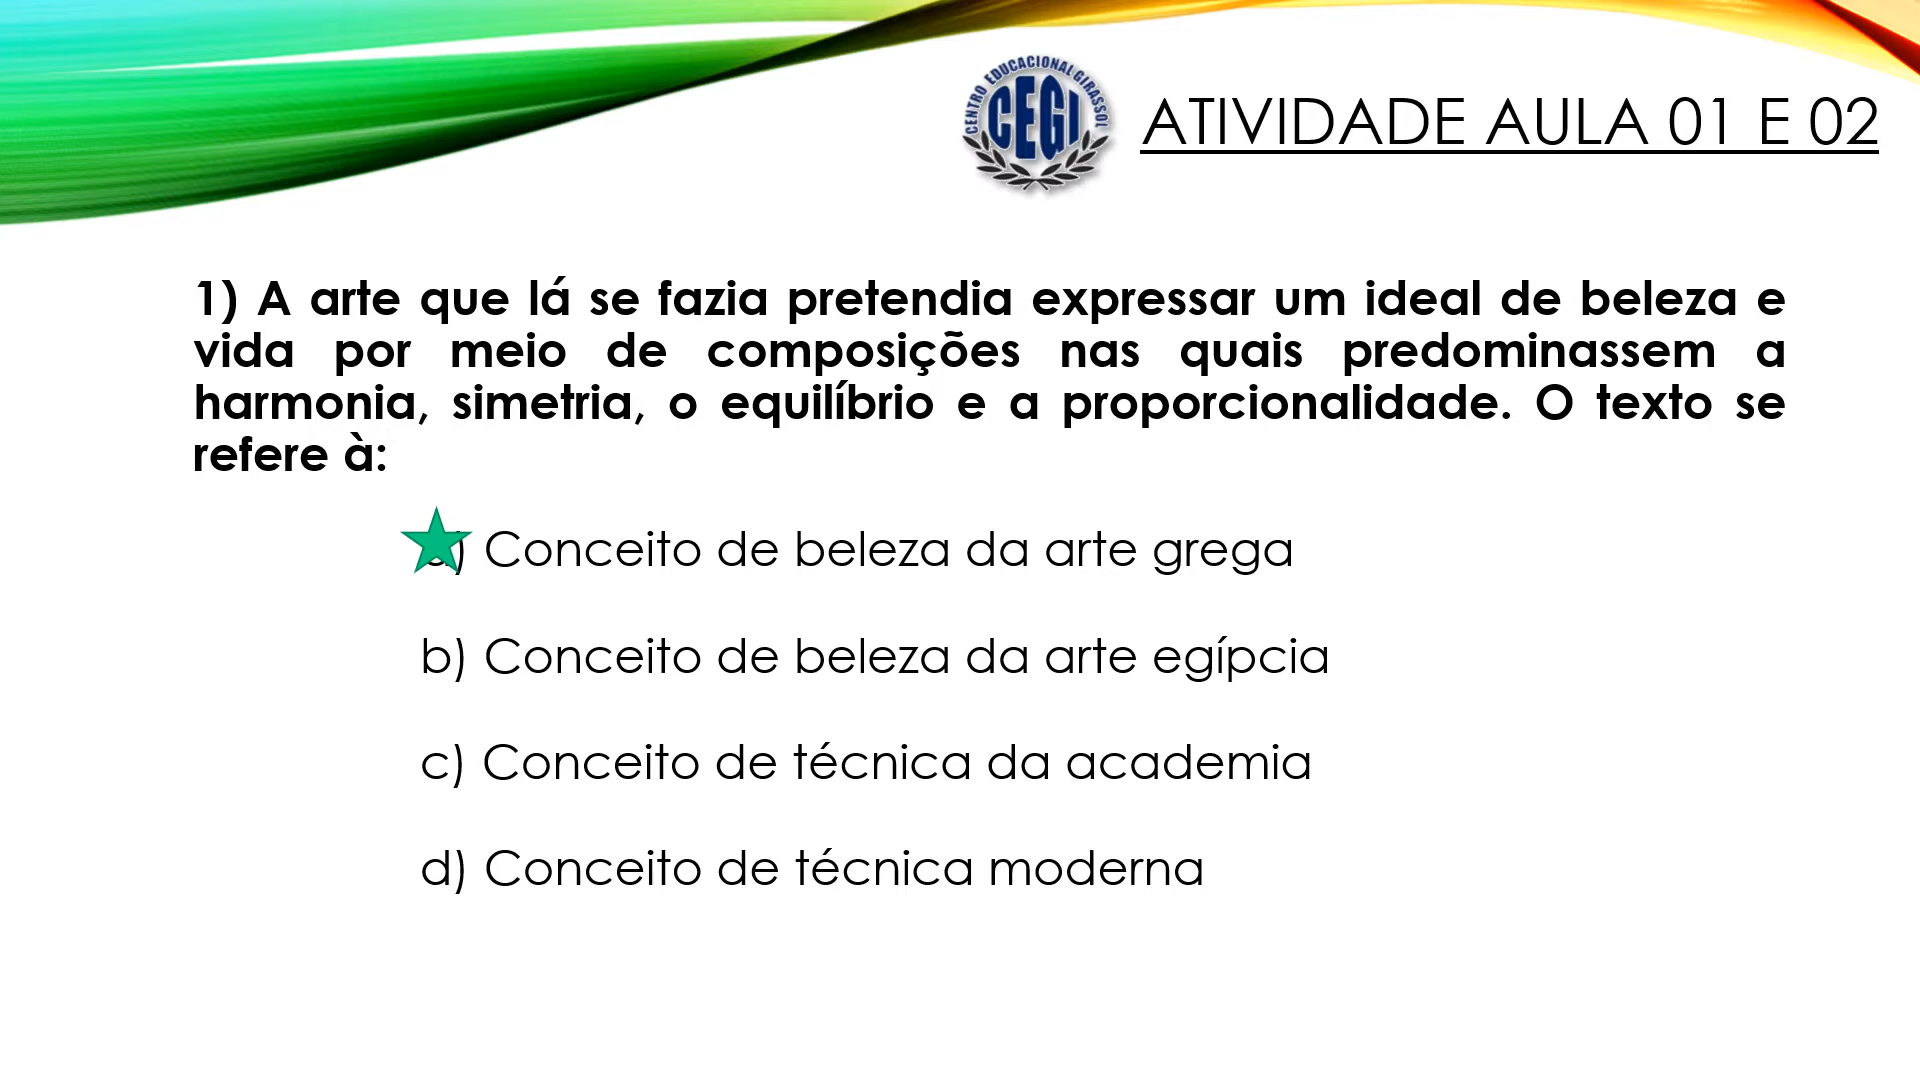 CENTRO EDUCACIONAL GIRASSOL
CEGI
ATIVIDADE AULA 01 E 02
1) A arte que lá se fazia pretendia expressar um ideal de beleza e
vida por meio de composições nas quais predominassem a
harmonia, simetria, o equilíbrio e a proporcionalidade. O texto se
refere à:
a) Conceito de beleza da arte grega
b) Conceito de beleza da arte egípcia
c) Conceito de técnica da academia
d) Conceito de técnica moderna